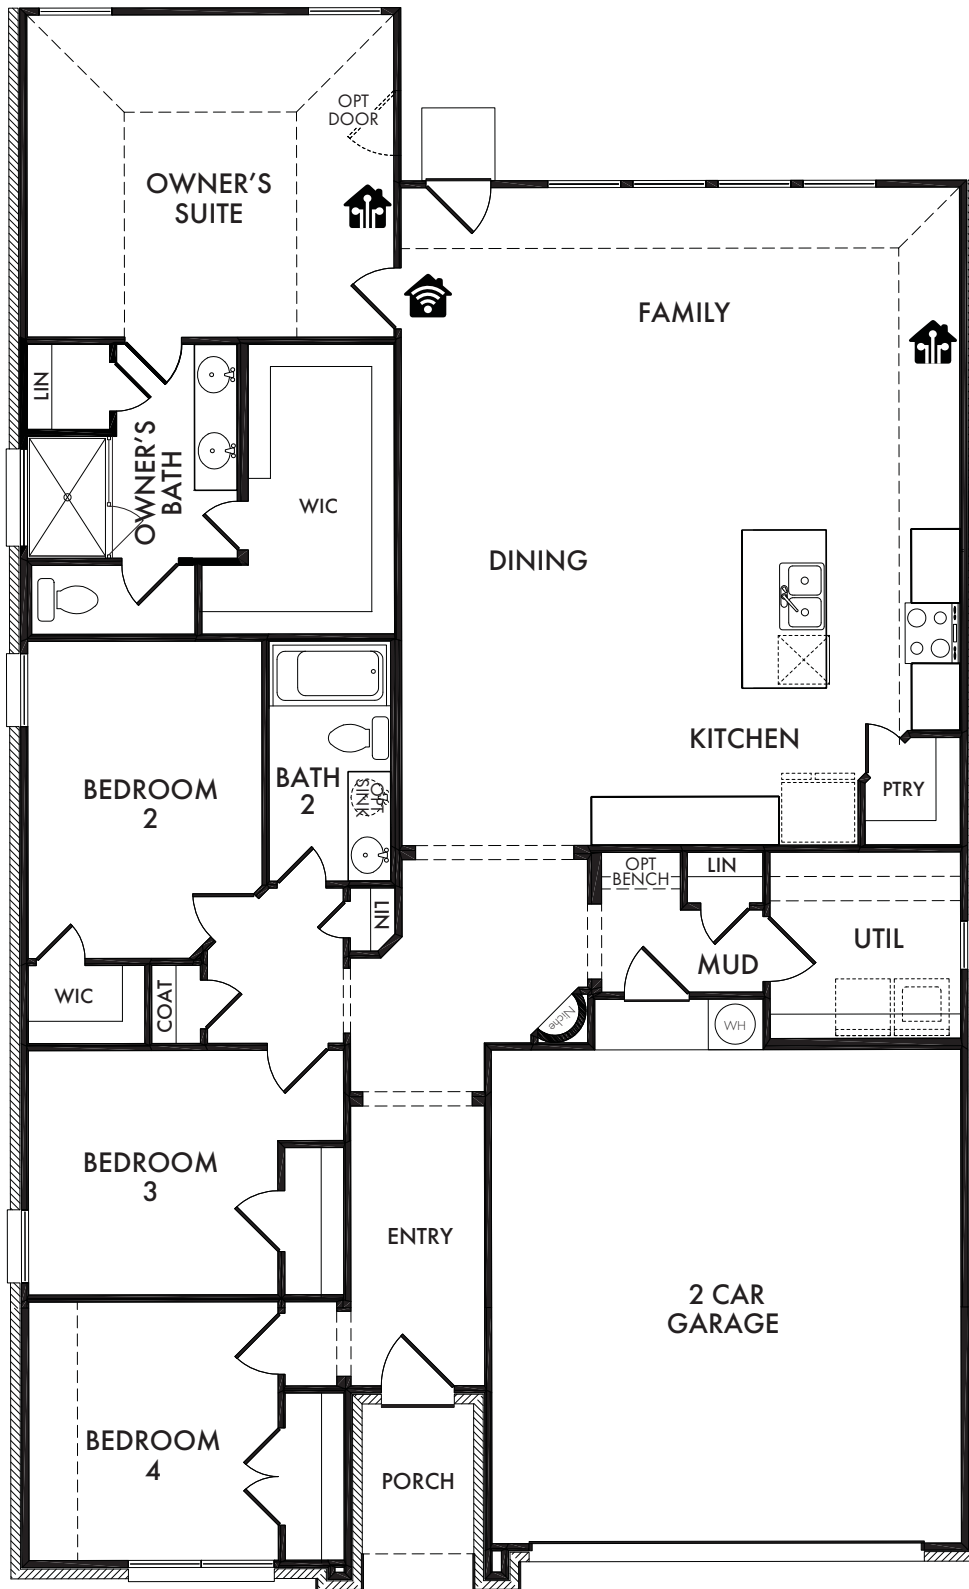 OPT
DOOR
OWNER'S
SUITE
FAMILY
LIN
OWNER'S
BATH
WIC
DINING
KITCHEN
BEDROOM
2
BATH
2
OPT
SINK
PTRY
LIN
OPT
BENCH
LIN
MUD
UTIL
WIC
COAT
Niche
WH
BEDROOM
3
ENTRY
2 CAR
GARAGE
BEDROOM
4
PORCH